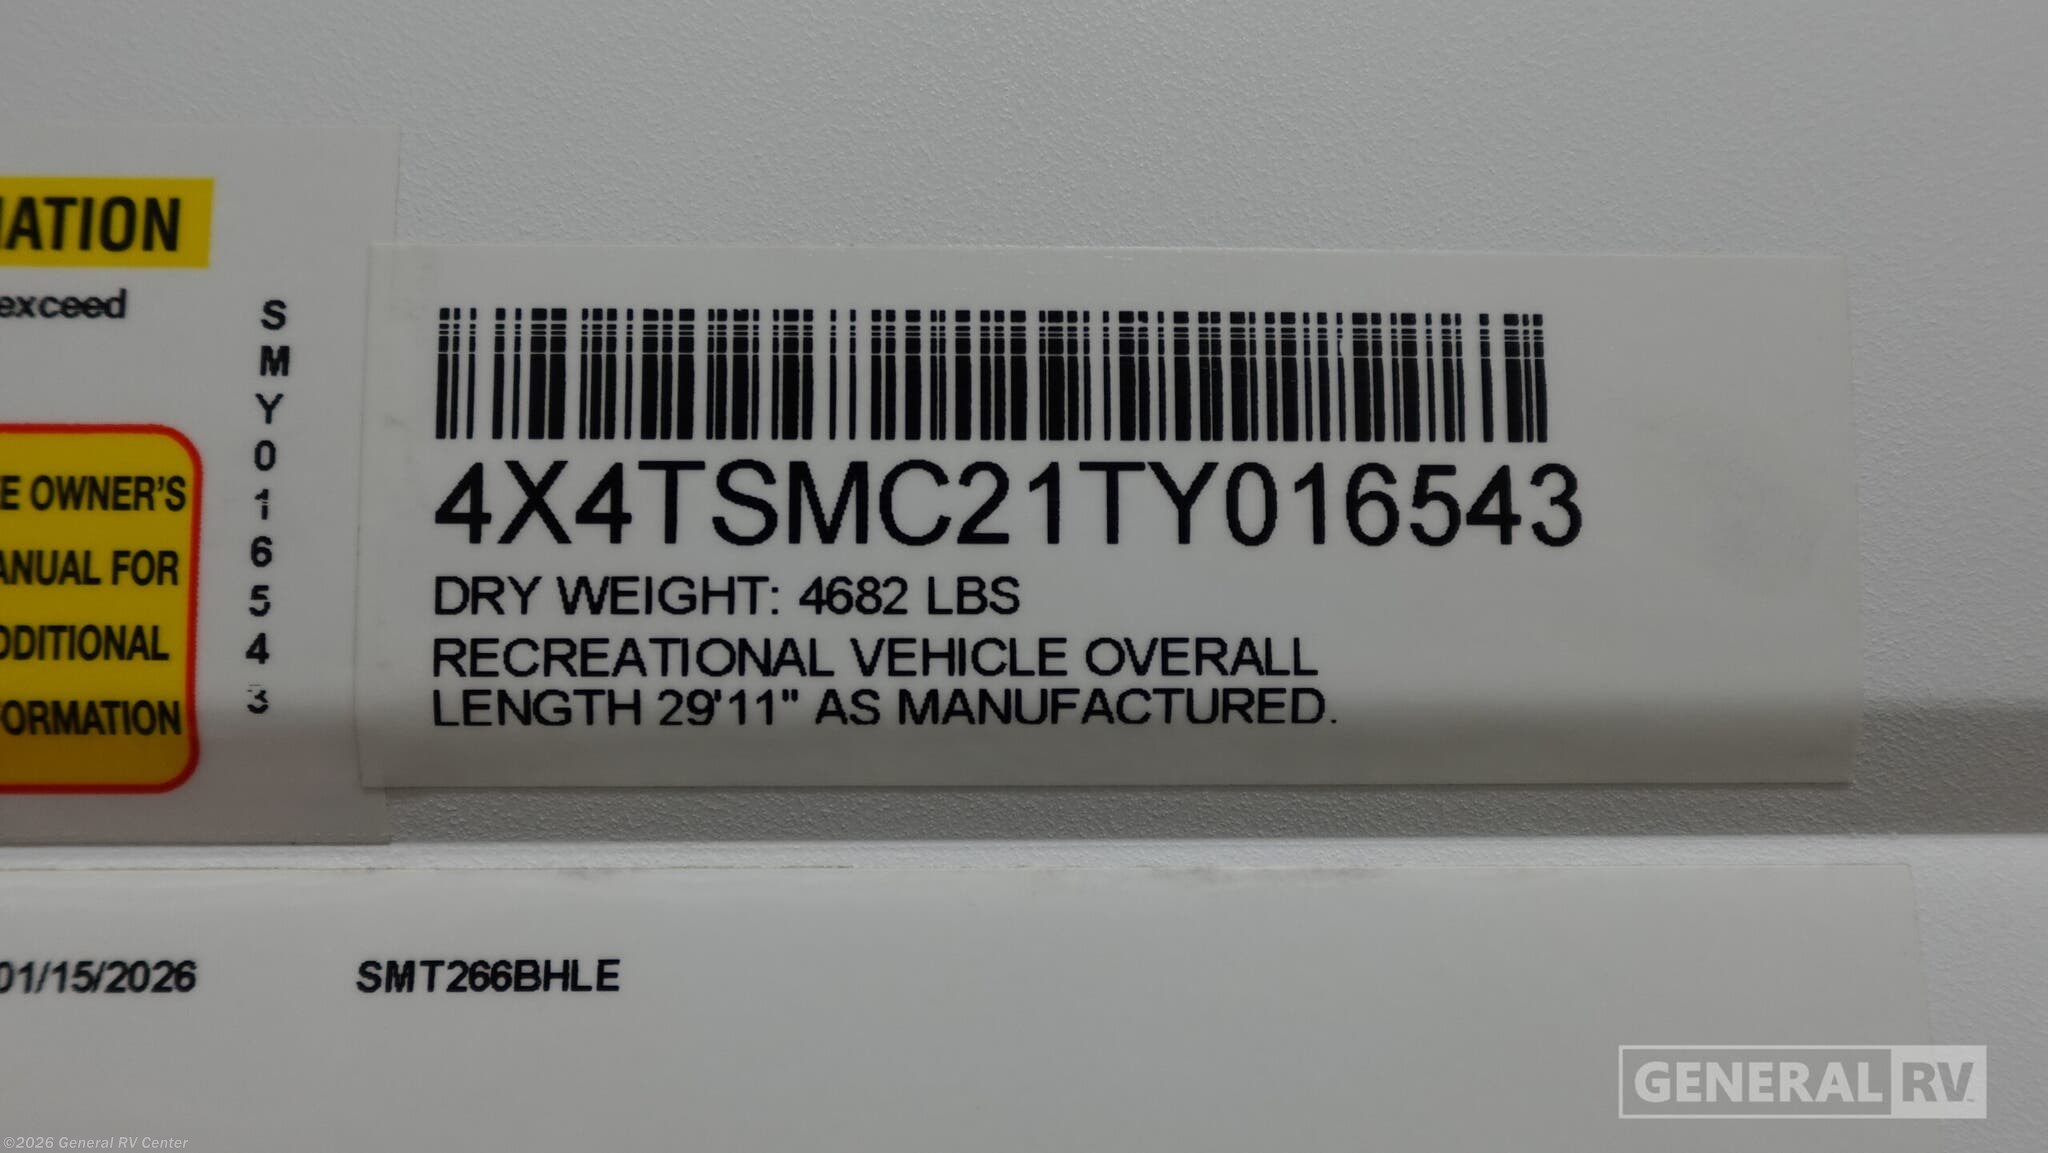 IATION
exceed
E OWNER'S
ANUAL FOR
DDITIONAL
FORMATION
S
M
Y
0
1
6
5
4
3
4X4TSMC21TY016543
DRY WEIGHT: 4682 LBS
RECREATIONAL VEHICLE OVERALL
LENGTH 29'11" AS MANUFACTURED.
01/15/2026 SMT266BHLE
GENERAL RV
©2026 General RV Center